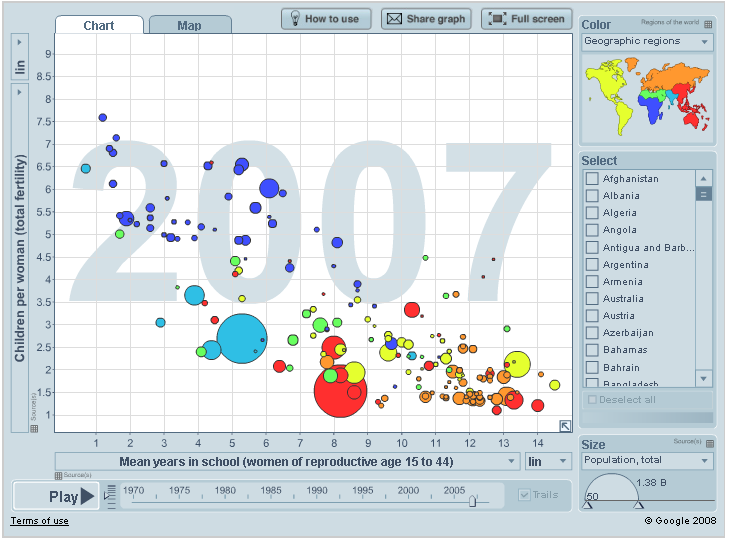 Chart
Map
How to use
Share graph
Full screen
Color
Regions of the world
Geographic regions
lin
Children per woman (total fertility)
Source(s)
9
8.5
8
7.5
7
6.5
6
5.5
5
4.5
4
3.5
3
2.5
2
1.5
1
2007
1 2 3 4 5 6 7 8 9 10 11 12 13 14
Mean years in school (women of reproductive age 15 to 44)
lin
Source(s)
Select
Afghanistan
Albania
Algeria
Angola
Antigua and Barb...
Argentina
Armenia
Australia
Austria
Azerbaijan
Bahamas
Bahrain
Bangladesh
Deselect all
Size
Source(s)
Population, total
1.38 B
50
Play
1970 1975 1980 1985 1990 1995 2000 2005
Trails
Terms of use
© Google 2008